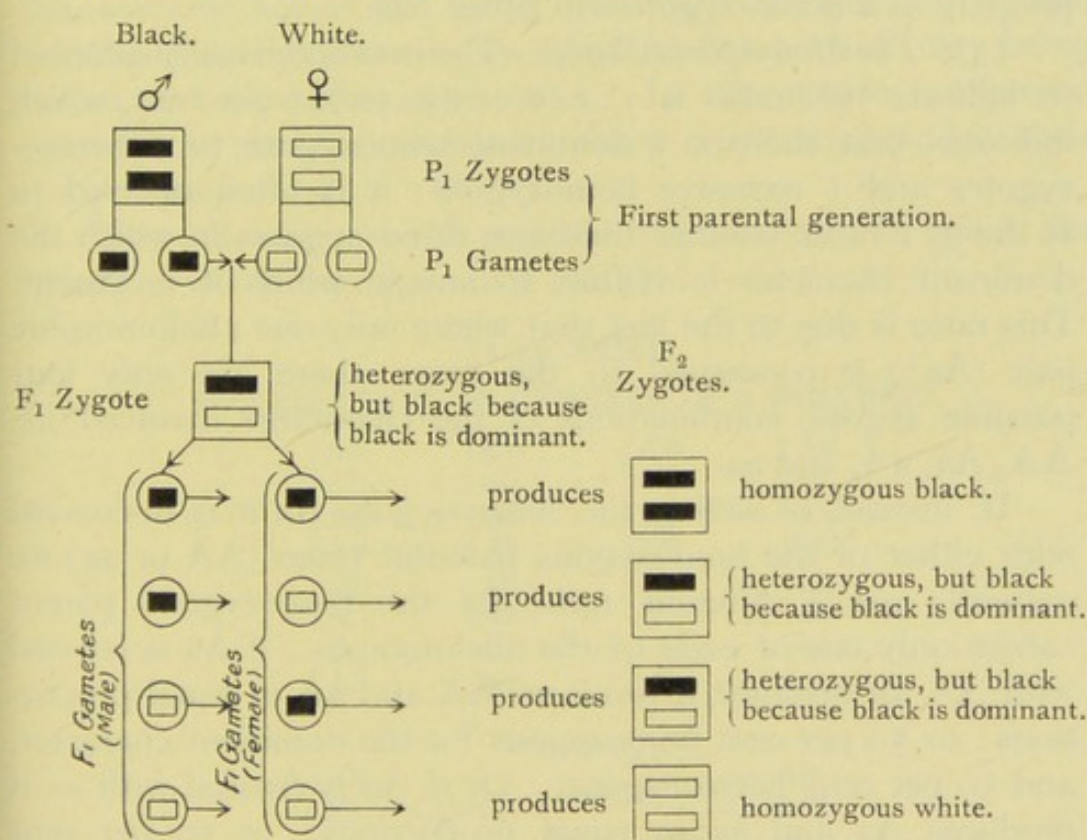 Black. White.
♂ ♀
P₁ Zygotes
First parental generation.
P₁ Gametes
F₂
Zygotes.
F₁ Zygote
heterozygous,
but black because
black is dominant.
produces homozygous black.
produces heterozygous, but black
because black is dominant.
produces heterozygous, but black
because black is dominant.
produces homozygous white.
F₁ Gametes
(Male)
F₁ Gametes
(Female)